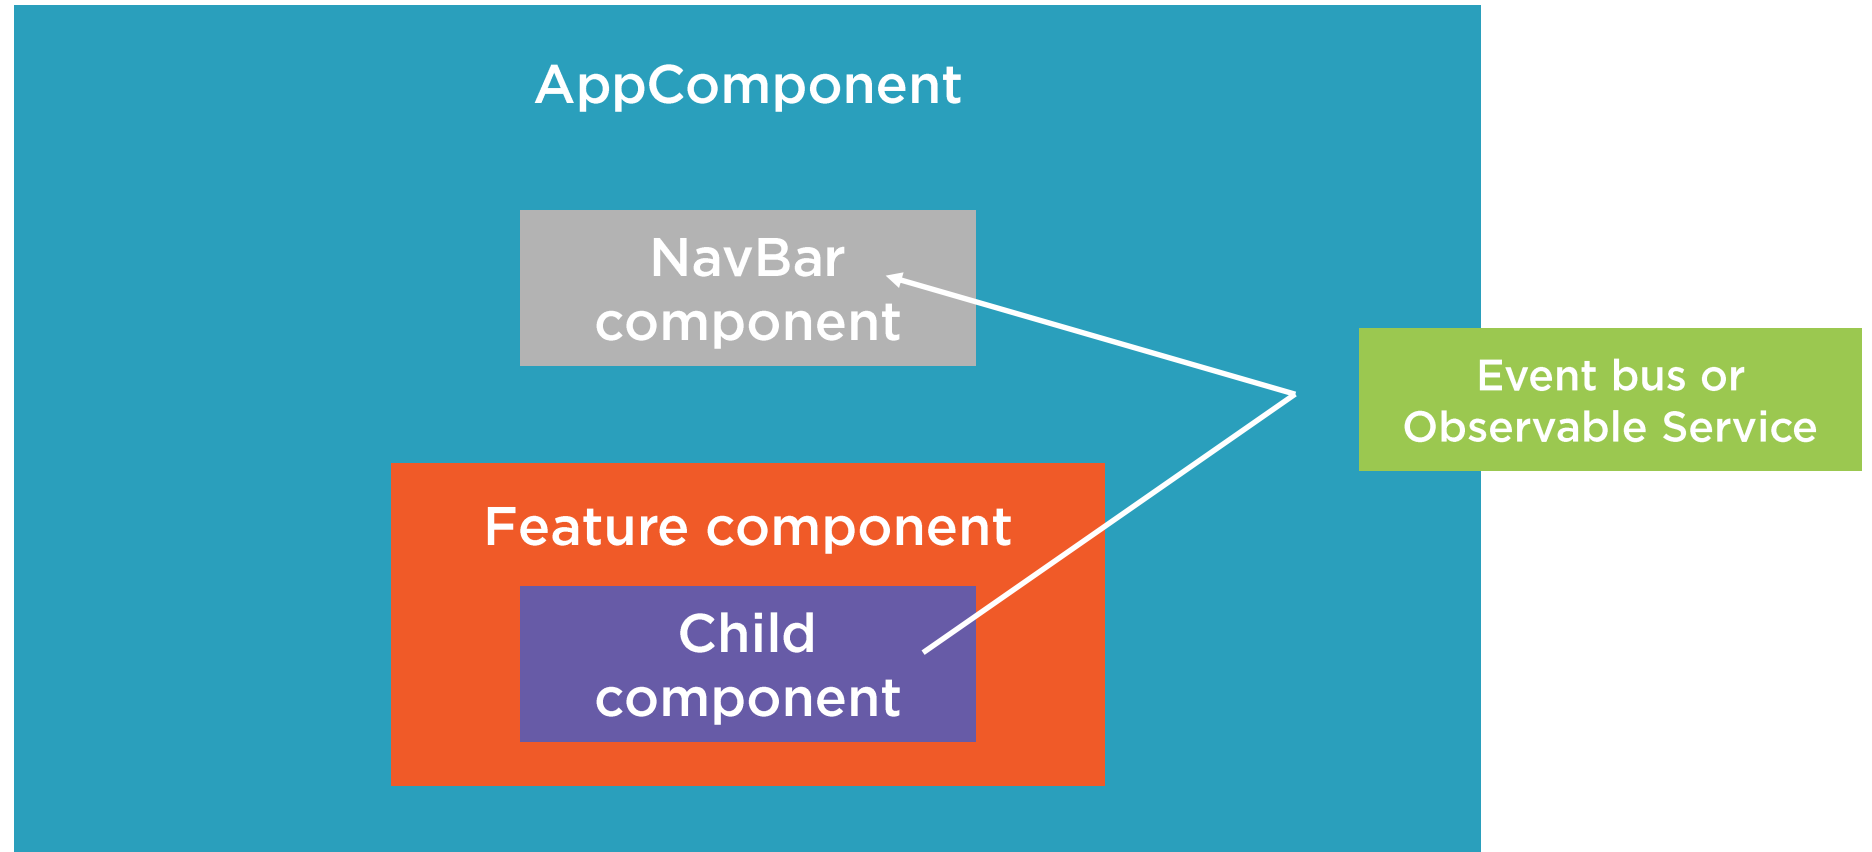 AppComponent
NavBar
component
Event bus or
Observable Service
Feature component
Child
component